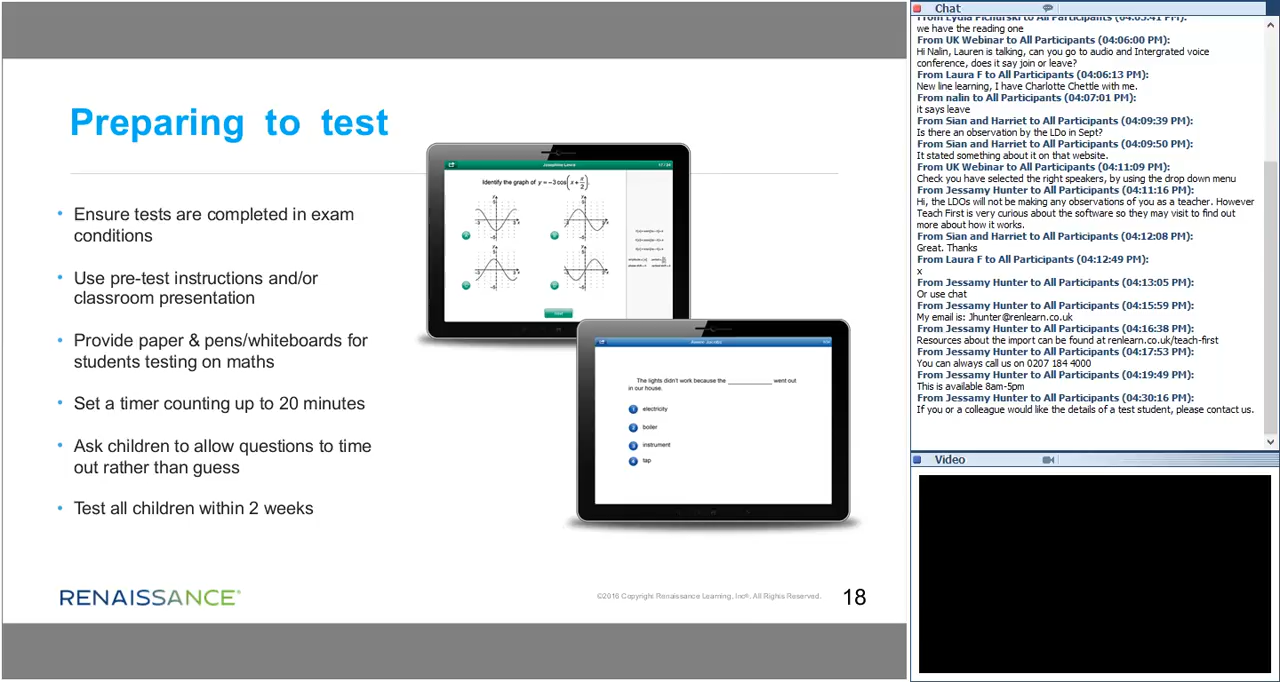 Preparing to test
• Ensure tests are completed in exam
conditions
• Use pre-test instructions and/or
classroom presentation
• Provide paper & pens/whiteboards for
students testing on maths
• Set a timer counting up to 20 minutes
• Ask children to allow questions to time
out rather than guess
• Test all children within 2 weeks
Identify the graph of y = −3 cos(x + π/2).
The lights didn't work because the ____________ went out
in our house.
1 electricity
2 boiler
3 instrument
4 tap
RENAISSANCE®
©2016 Copyright Renaissance Learning, Inc®. All Rights Reserved.
18
Chat
From Lydia to All Participants
we have the reading one
From UK Webinar to All Participants (04:06:00 PM):
Hi Nalin, Lauren is talking, can you go to audio and Intergrated voice
conference, does it say join or leave?
From Laura F to All Participants (04:06:13 PM):
New line learning, I have Charlotte Chettle with me.
From nalin to All Participants (04:07:01 PM):
it says leave
From Sian and Harriet to All Participants (04:09:39 PM):
Is there an observation by the LDo in Sept?
From Sian and Harriet to All Participants (04:09:50 PM):
It stated something about it on that website.
From UK Webinar to All Participants (04:11:09 PM):
Check you have selected the right speakers, by using the drop down menu
From Jessamy Hunter to All Participants (04:11:16 PM):
Hi, the LDOs will not be making any observations of you as a teacher. However
Teach First is very curious about the software so they may visit to find out
more about how it works.
From Sian and Harriet to All Participants (04:12:08 PM):
Great. Thanks
From Laura F to All Participants (04:12:49 PM):
x
From Jessamy Hunter to All Participants (04:13:05 PM):
Or use chat
From Jessamy Hunter to All Participants (04:15:59 PM):
My email is: Jhunter@renlearn.co.uk
From Jessamy Hunter to All Participants (04:16:38 PM):
Resources about the import can be found at renlearn.co.uk/teach-first
From Jessamy Hunter to All Participants (04:17:53 PM):
You can always call us on 0207 184 4000
From Jessamy Hunter to All Participants (04:19:49 PM):
This is available 8am-5pm
From Jessamy Hunter to All Participants (04:30:16 PM):
If you or a colleague would like the details of a test student, please contact us.
Video